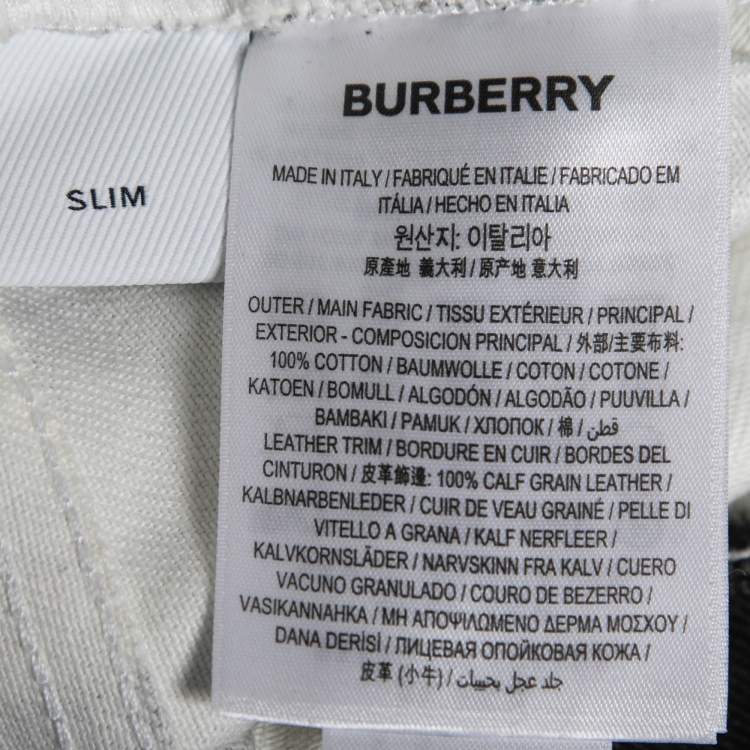 SLIM
BURBERRY
MADE IN ITALY / FABRIQUÉ EN ITALIE / FABRICADO EM
ITÁLIA / HECHO EN ITALIA
원산지: 이탈리아
原產地 義大利 / 原产地 意大利
OUTER / MAIN FABRIC / TISSU EXTÉRIEUR / PRINCIPAL /
EXTERIOR - COMPOSICION PRINCIPAL / 外部/主要布料:
100% COTTON / BAUMWOLLE / COTON / COTONE /
KATOEN / BOMULL / ALGODÓN / ALGODÃO / PUUVILLA /
BAMBAKI / PAMUK / ХЛОПОК / 棉 / قطن /
LEATHER TRIM / BORDURE EN CUIR / BORDES DEL
CINTURON / 皮革飾邊: 100% CALF GRAIN LEATHER /
KALBNARBENLEDER / CUIR DE VEAU GRAINÉ / PELLE DI
VITELLO A GRANA / KALF NERFLEER /
KALVKORNSLÄDER / NARVSKINN FRA KALV / CUERO
VACUNO GRANULADO / COURO DE BEZERRO /
VASIKANNAHKA / ΜΗ ΑΠΟΨΙΛΩΜΕΝΟ ΔΕΡΜΑ ΜΟΣΧΟΥ /
DANA DERİSİ / ЛИЦЕВАЯ ОПОЙКОВАЯ КОЖА /
皮革 (小牛) / جلد عجل بحبيبات